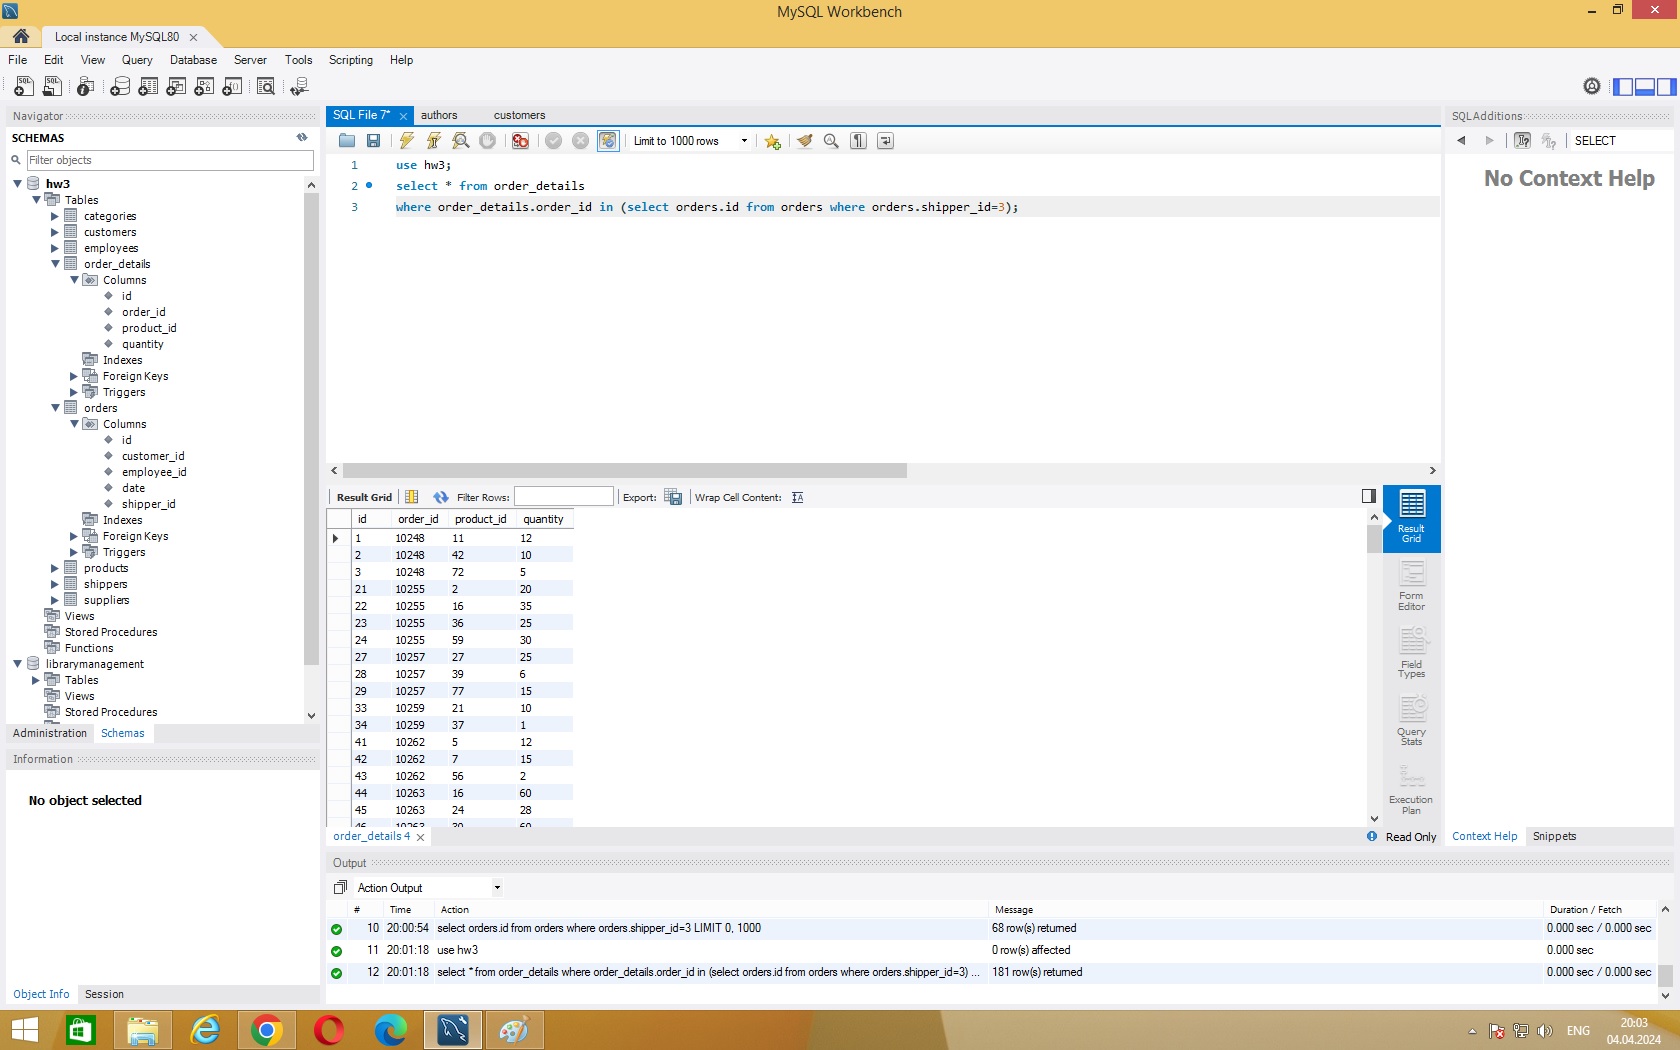 MySQL Workbench
Local instance MySQL80
File Edit View Query Database Server Tools Scripting Help
Navigator
SCHEMAS
Filter objects
hw3
Tables
categories
customers
employees
order_details
Columns
id
order_id
product_id
quantity
Indexes
Foreign Keys
Triggers
orders
Columns
id
customer_id
employee_id
date
shipper_id
Indexes
Foreign Keys
Triggers
products
shippers
suppliers
Views
Stored Procedures
Functions
librarymanagement
Tables
Views
Stored Procedures
Administration Schemas
Information
No object selected
Object Info Session
SQL File 7* authors customers
Limit to 1000 rows
1 use hw3;
2 select * from order_details
3 where order_details.order_id in (select orders.id from orders where orders.shipper_id=3);
Result Grid Filter Rows: Export: Wrap Cell Content:
id order_id product_id quantity
1 10248 11 12
2 10248 42 10
3 10248 72 5
21 10255 2 20
22 10255 16 35
23 10255 36 25
24 10255 59 30
27 10257 27 25
28 10257 39 6
29 10257 77 15
33 10259 21 10
34 10259 37 1
41 10262 5 12
42 10262 7 15
43 10262 56 2
44 10263 16 60
45 10263 24 28
46 10263 30 60
Result Grid
Form Editor
Field Types
Query Stats
Execution Plan
order_details 4
Read Only
SQLAdditions
SELECT
No Context Help
Context Help Snippets
Output
Action Output
# Time Action Message Duration / Fetch
10 20:00:54 select orders.id from orders where orders.shipper_id=3 LIMIT 0, 1000 68 row(s) returned 0.000 sec / 0.000 sec
11 20:01:18 use hw3 0 row(s) affected 0.000 sec
12 20:01:18 select * from order_details where order_details.order_id in (select orders.id from orders where orders.shipper_id=3) ... 181 row(s) returned 0.000 sec / 0.000 sec
ENG
20:03
04.04.2024